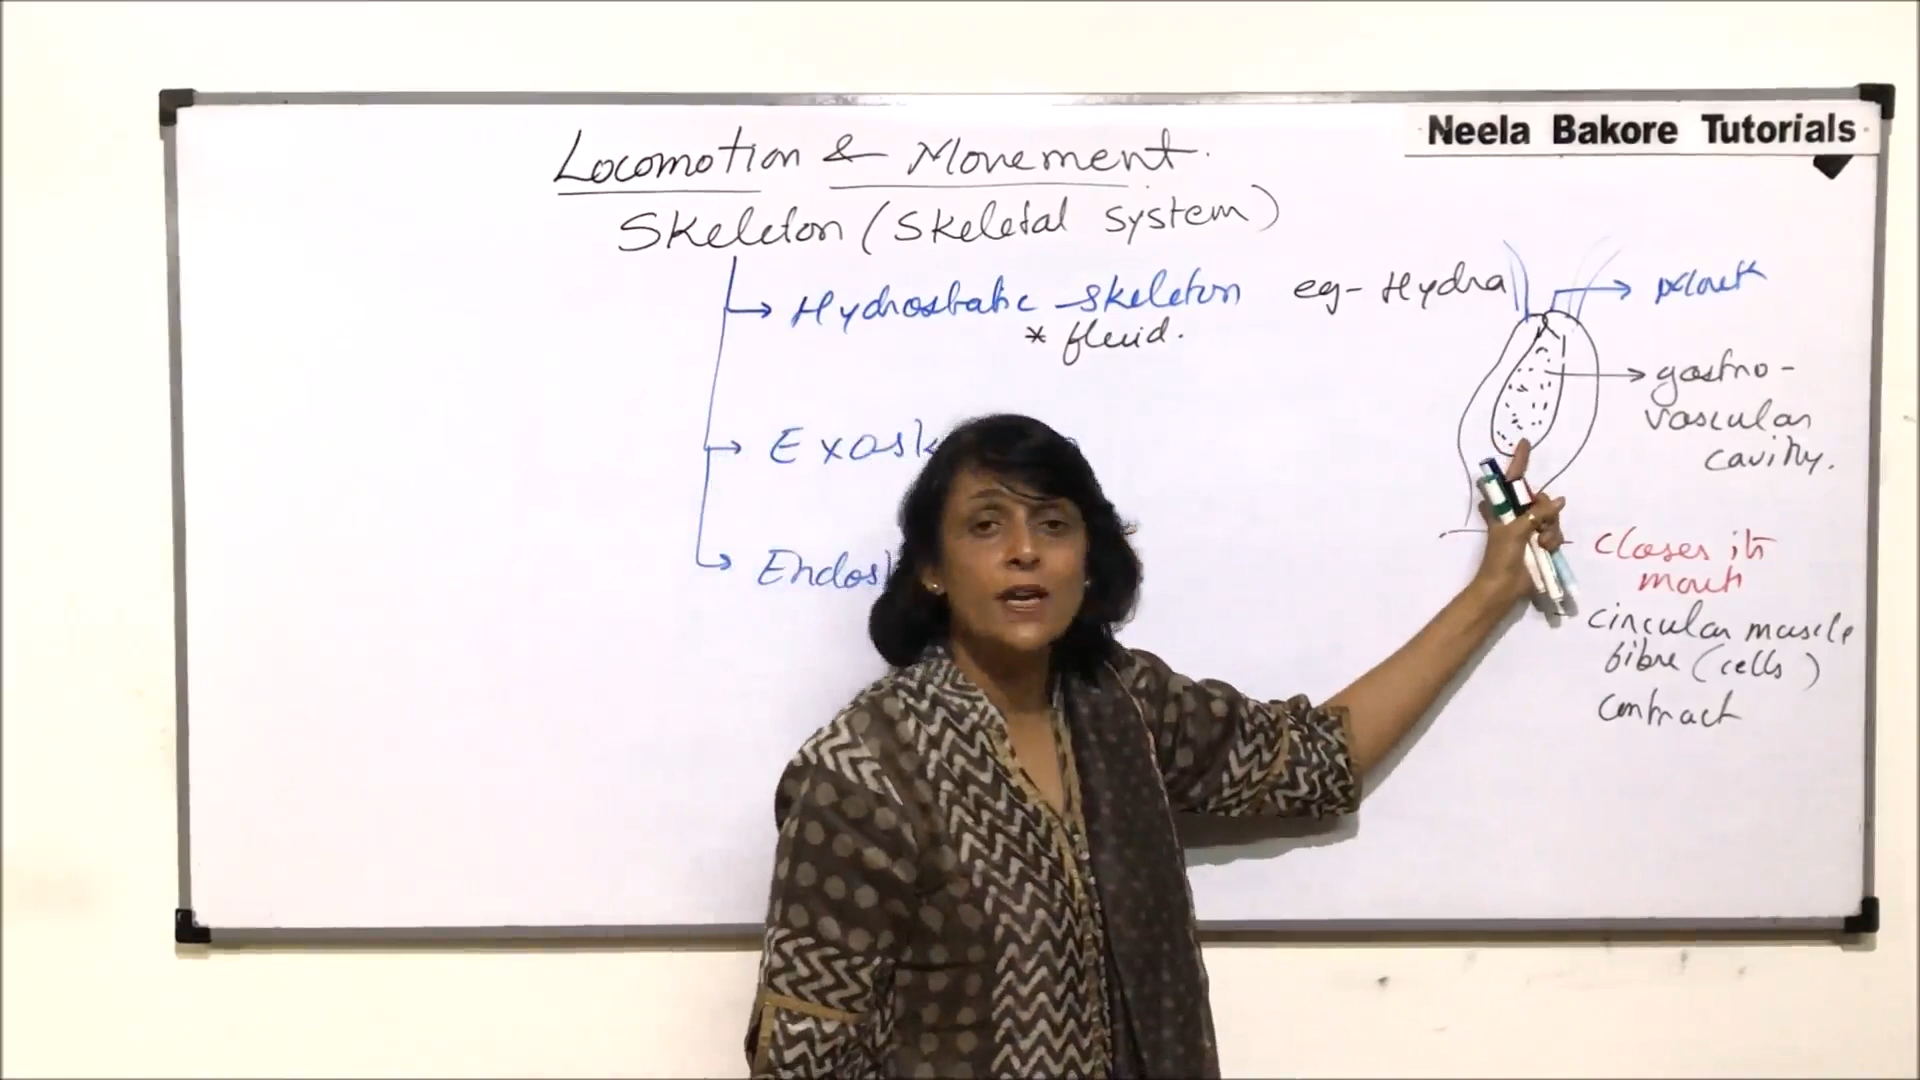 Neela Bakore Tutorials
Locomotion & Movement.
Skeleton (Skeletal system)
Hydrostatic -skeleton eg- Hydra
* fluid.
Mouth
gastro -
vascular
cavity.
Exosk
Endosk
closes its
mouth
circular muscle
fibre (cells)
contract